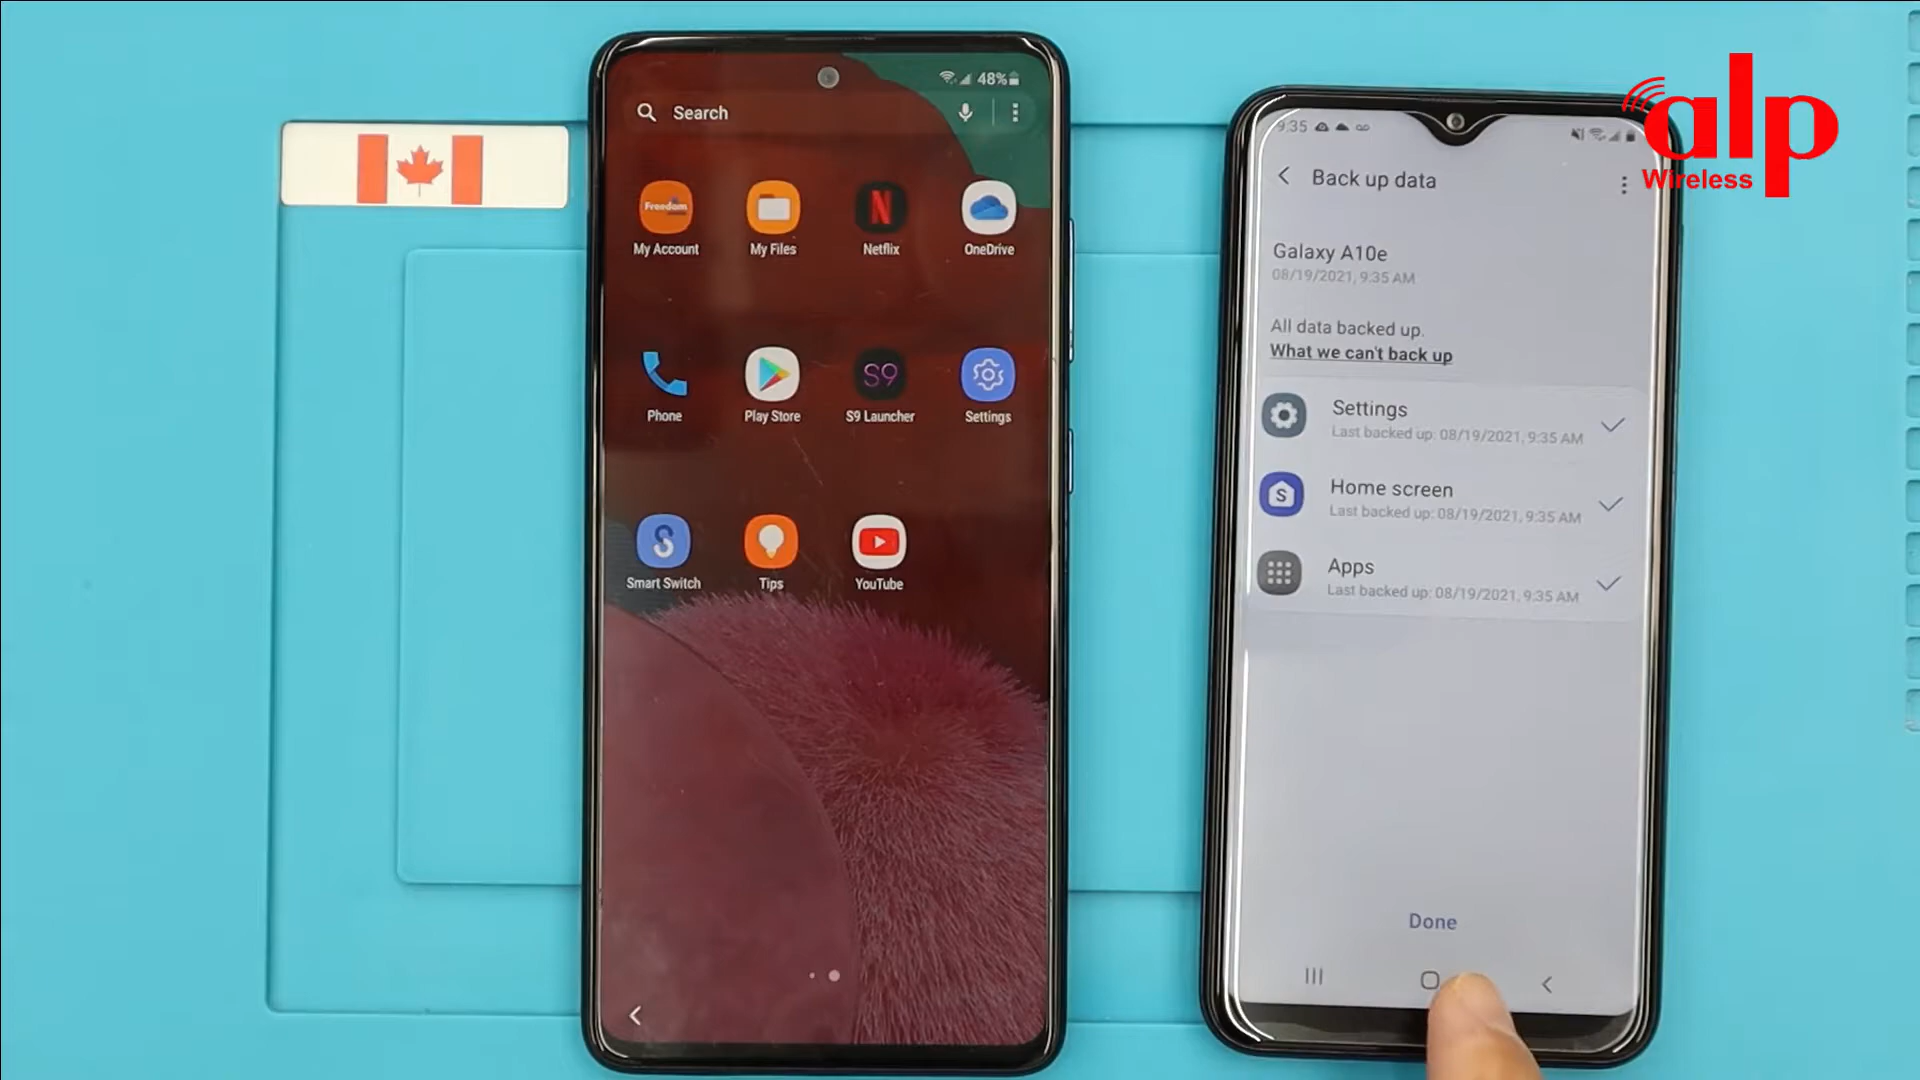 48%
Search
Freedom
My Account
My Files
N
Netflix
OneDrive
Phone
Play Store
S9
S9 Launcher
Settings
S
Smart Switch
Tips
YouTube
alp
Wireless
9:35
Back up data
Galaxy A10e
08/19/2021, 9:35 AM
All data backed up.
What we can't back up
Settings
Last backed up: 08/19/2021, 9:35 AM
S
Home screen
Last backed up: 08/19/2021, 9:35 AM
Apps
Last backed up: 08/19/2021, 9:35 AM
Done